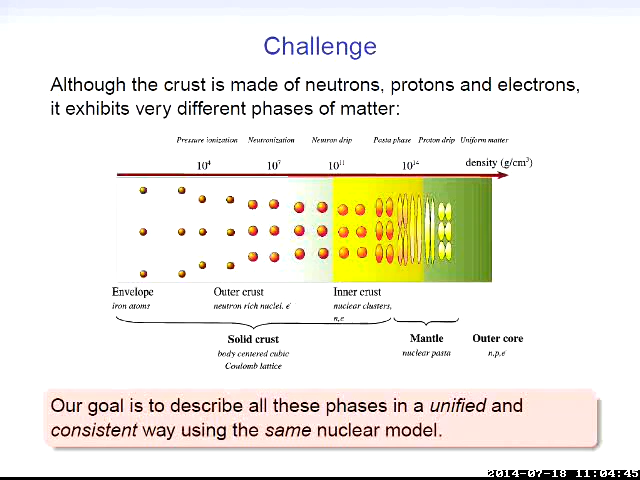 Challenge
Although the crust is made of neutrons, protons and electrons,
it exhibits very different phases of matter:
Pressure ionization Neutronization Neutron drip Pasta phase Proton drip Uniform matter
10⁴ 10⁷ 10¹¹ 10¹⁴ density (g/cm³)
Envelope Outer crust Inner crust
iron atoms neutron rich nuclei, e⁻ nuclear clusters,
n,e
Solid crust Mantle Outer core
body centered cubic nuclear pasta n,p,e⁻
Coulomb lattice
Our goal is to describe all these phases in a unified and
consistent way using the same nuclear model.
2014-07-18 11:04:45